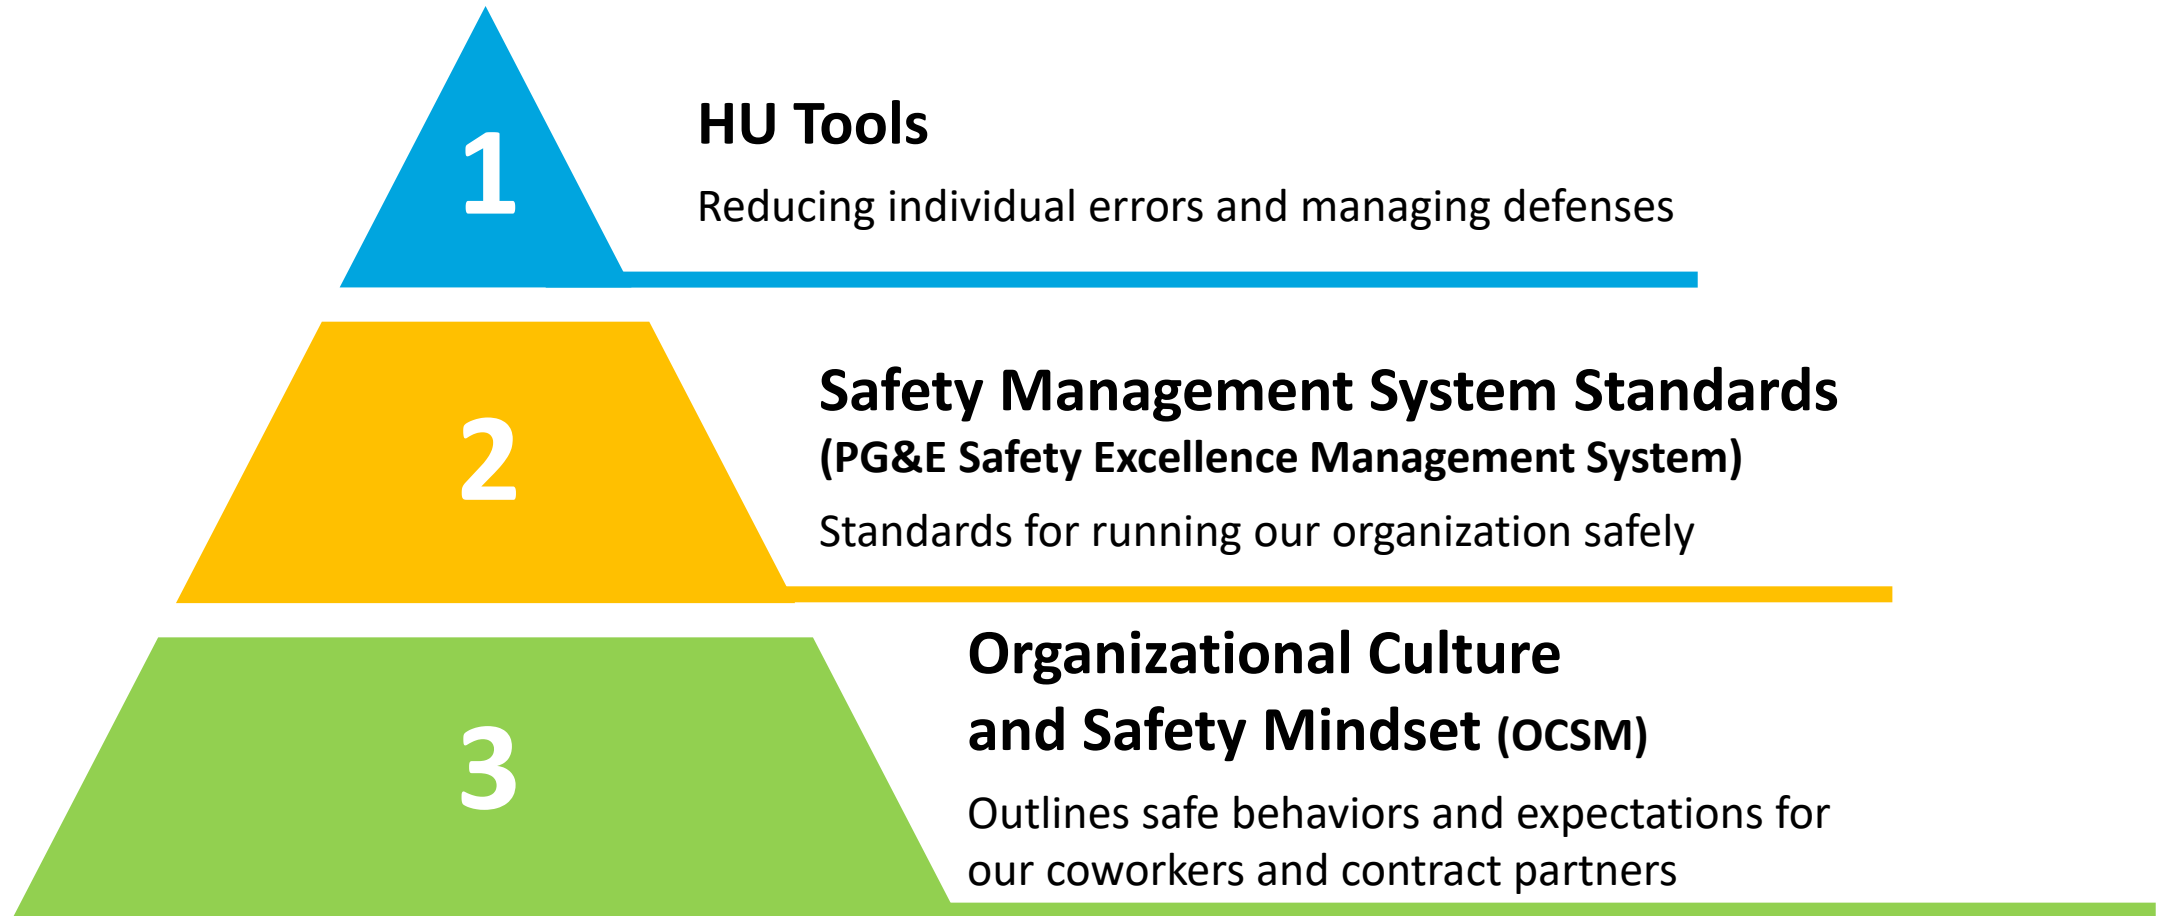 1
HU Tools
Reducing individual errors and managing defenses
2
Safety Management System Standards
(PG&E Safety Excellence Management System)
Standards for running our organization safely
3
Organizational Culture
and Safety Mindset (OCSM)
Outlines safe behaviors and expectations for
our coworkers and contract partners